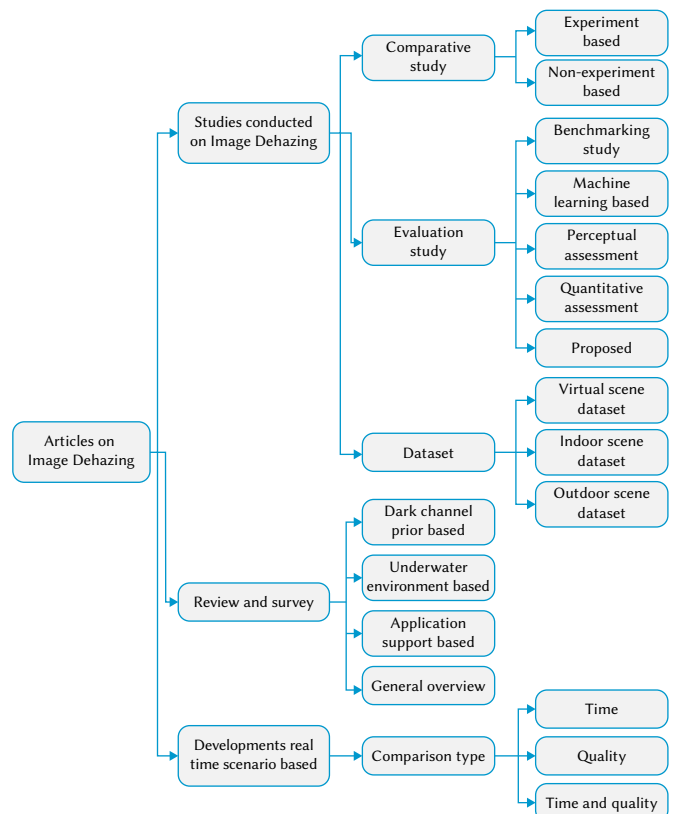 Articles on
Image Dehazing
Studies conducted
on Image Dehazing
Comparative
study
Experiment
based
Non-experiment
based
Evaluation
study
Benchmarking
study
Machine
learning based
Perceptual
assessment
Quantitative
assessment
Proposed
Dataset
Virtual scene
dataset
Indoor scene
dataset
Outdoor scene
dataset
Review and survey
Dark channel
prior based
Underwater
environment based
Application
support based
General overview
Developments real
time scenario based
Comparison type
Time
Quality
Time and quality